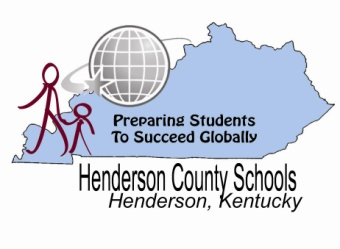 Preparing Students
To Succeed Globally
Henderson County Schools
Henderson, Kentucky